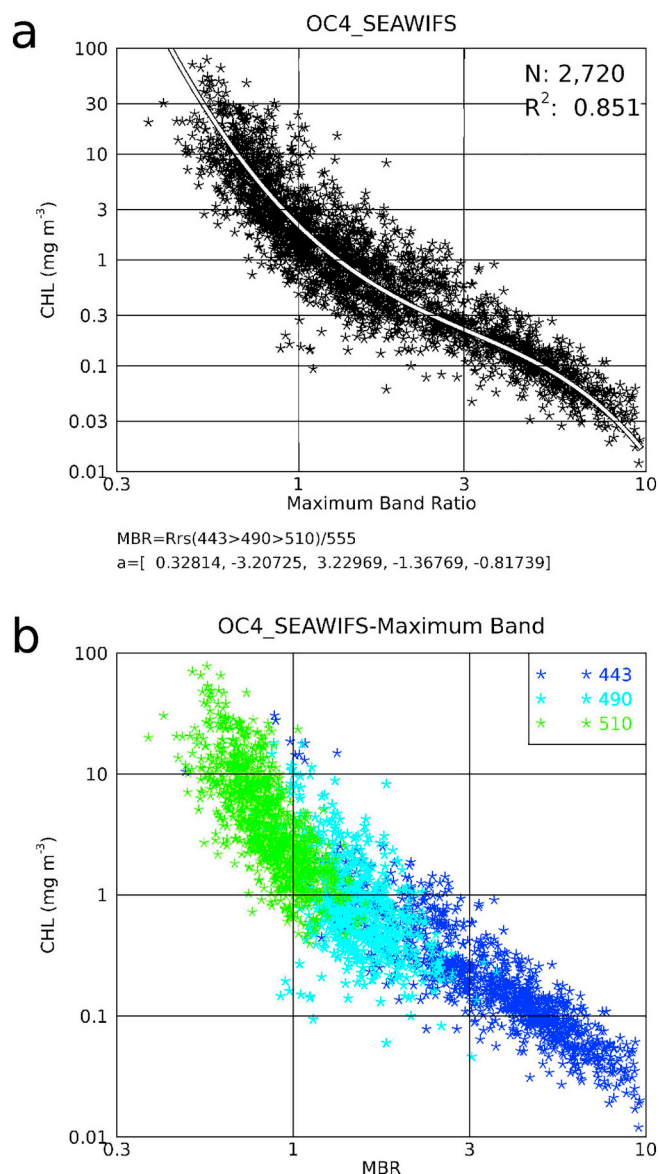 a
OC4_SEAWIFS
N: 2,720
R²: 0.851
CHL (mg m⁻³)
100
30
10
3
1
0.3
0.1
0.03
0.01
0.3
1
3
10
Maximum Band Ratio
MBR=Rrs(443>490>510)/555
a=[ 0.32814, -3.20725, 3.22969, -1.36769, -0.81739]
b
OC4_SEAWIFS-Maximum Band
443
490
510
CHL (mg m⁻³)
100
10
1
0.1
0.01
0.3
1
3
10
MBR